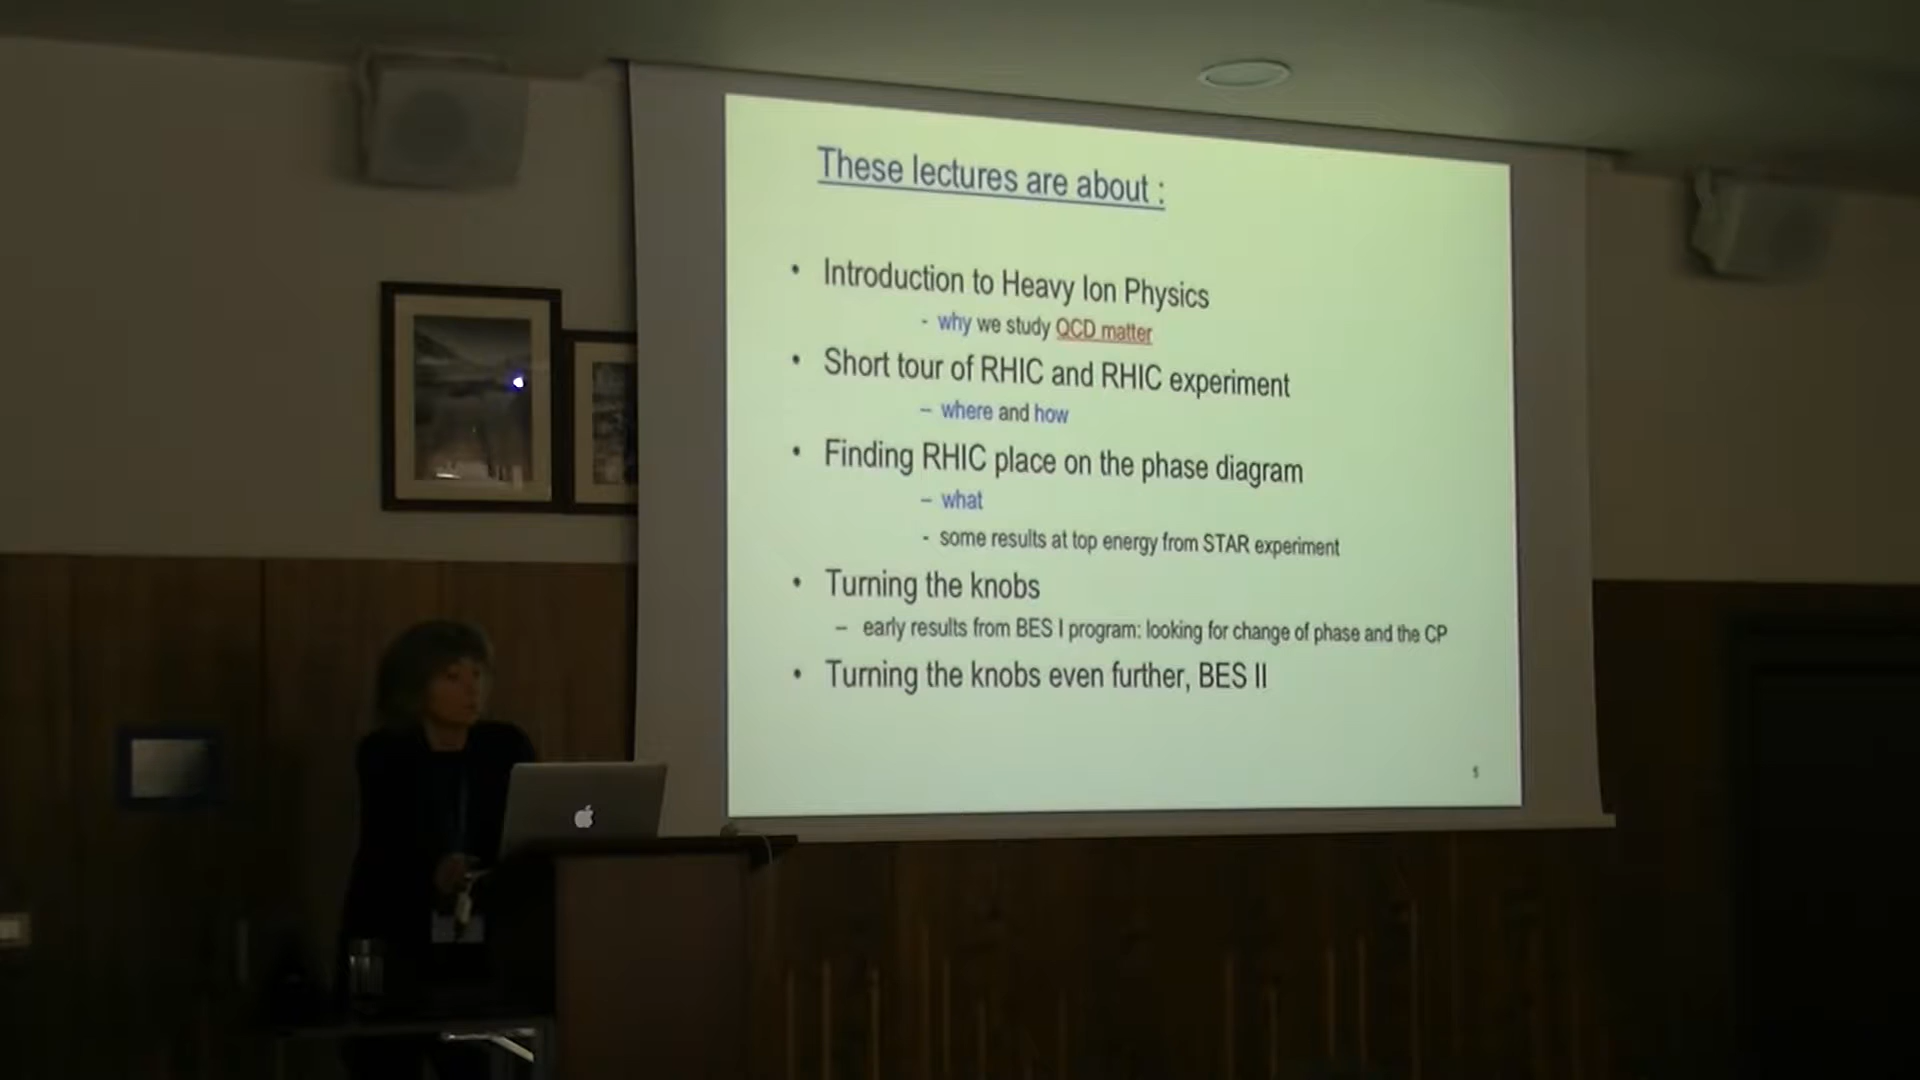 These lectures are about :
• Introduction to Heavy Ion Physics
- why we study QCD matter
• Short tour of RHIC and RHIC experiment
– where and how
• Finding RHIC place on the phase diagram
– what
- some results at top energy from STAR experiment
• Turning the knobs
– early results from BES I program: looking for change of phase and the CP
• Turning the knobs even further, BES II
5